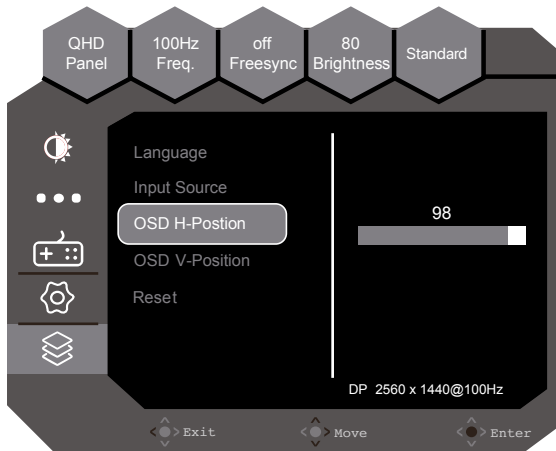 QHD
Panel
100Hz
Freq.
off
Freesync
80
Brightness
Standard
Language
Input Source
OSD H-Postion
OSD V-Position
Reset
98
DP 2560 x 1440@100Hz
Exit
Move
Enter